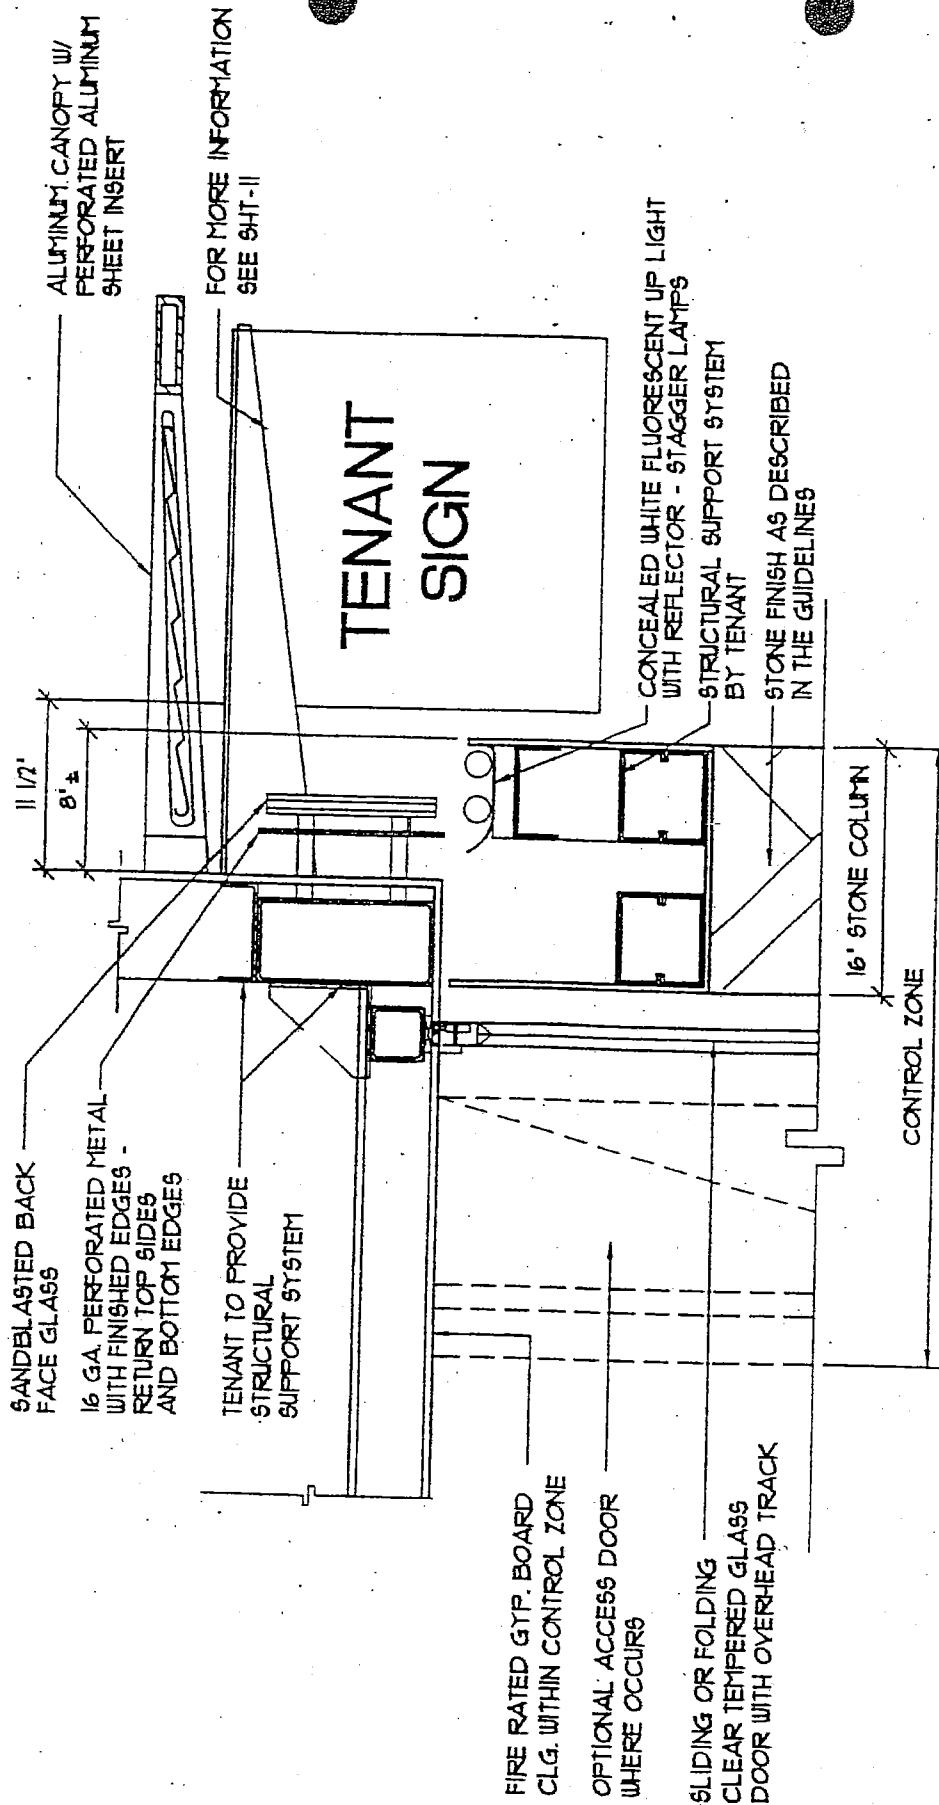 SANDBLASTED BACK
FACE GLASS
16 GA. PERFORATED METAL
WITH FINISHED EDGES -
RETURN TOP SIDES
AND BOTTOM EDGES
TENANT TO PROVIDE
STRUCTURAL
SUPPORT SYSTEM
11 1/2"
8"±
ALUMINUM CANOPY W/
PERFORATED ALUMINUM
SHEET INSERT
FOR MORE INFORMATION
SEE SHT-11
TENANT
SIGN
CONCEALED WHITE FLUORESCENT UP LIGHT
WITH REFLECTOR - STAGGER LAMPS
STRUCTURAL SUPPORT SYSTEM
BY TENANT
STONE FINISH AS DESCRIBED
IN THE GUIDELINES
16" STONE COLUMN
CONTROL ZONE
FIRE RATED GYP. BOARD
CLG. WITHIN CONTROL ZONE
OPTIONAL ACCESS DOOR
WHERE OCCURS
SLIDING OR FOLDING
CLEAR TEMPERED GLASS
DOOR WITH OVERHEAD TRACK